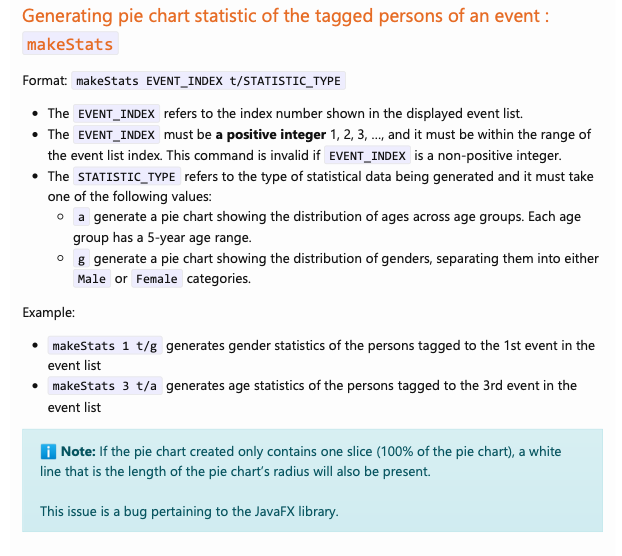 Generating pie chart statistic of the tagged persons of an event :
makeStats
Format: makeStats EVENT_INDEX t/STATISTIC_TYPE
• The EVENT_INDEX refers to the index number shown in the displayed event list.
• The EVENT_INDEX must be a positive integer 1, 2, 3, …, and it must be within the range of
the event list index. This command is invalid if EVENT_INDEX is a non-positive integer.
• The STATISTIC_TYPE refers to the type of statistical data being generated and it must take
one of the following values:
○ a generate a pie chart showing the distribution of ages across age groups. Each age
group has a 5-year age range.
○ g generate a pie chart showing the distribution of genders, separating them into either
Male or Female categories.
Example:
• makeStats 1 t/g generates gender statistics of the persons tagged to the 1st event in the
event list
• makeStats 3 t/a generates age statistics of the persons tagged to the 3rd event in the
event list
ℹ️ Note: If the pie chart created only contains one slice (100% of the pie chart), a white
line that is the length of the pie chart's radius will also be present.
This issue is a bug pertaining to the JavaFX library.